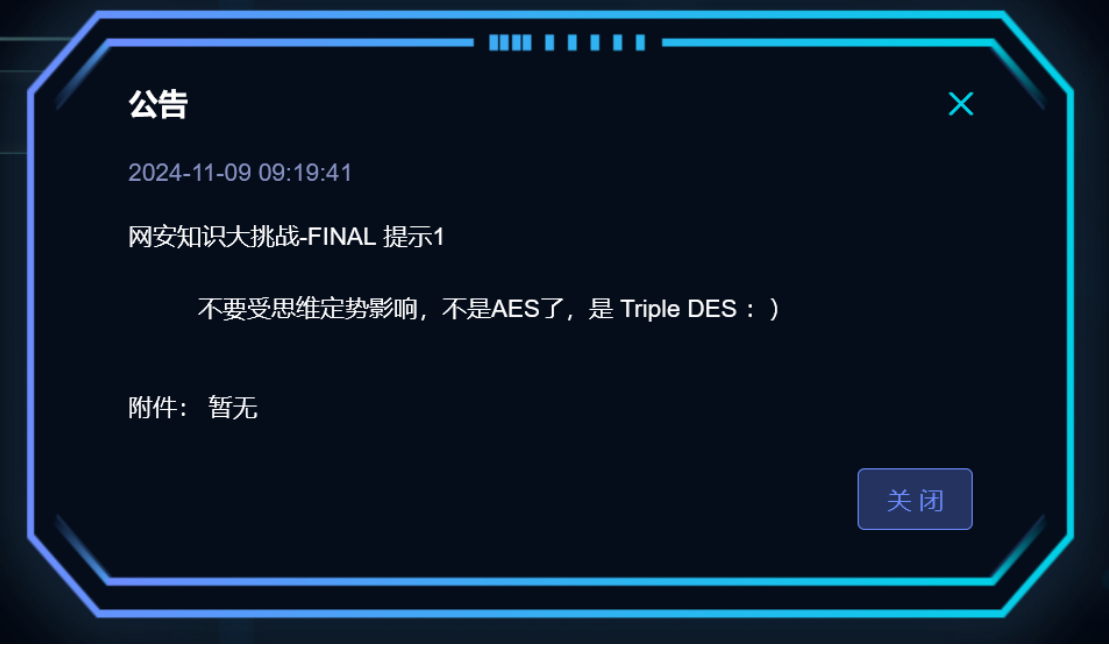 公告
2024-11-09 09:19:41
网安知识大挑战-FINAL 提示1
不要受思维定势影响，不是AES了，是 Triple DES ：）
附件： 暂无
关 闭